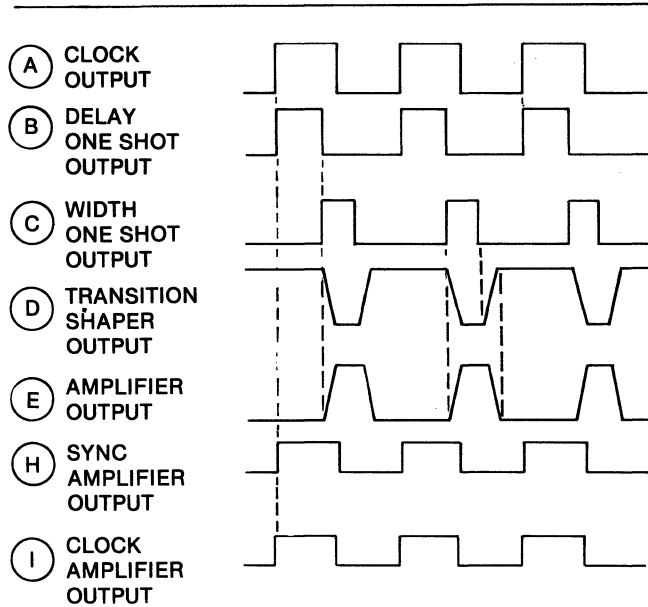 A CLOCK
OUTPUT
B DELAY
ONE SHOT
OUTPUT
C WIDTH
ONE SHOT
OUTPUT
D TRANSITION
SHAPER
OUTPUT
E AMPLIFIER
OUTPUT
H SYNC
AMPLIFIER
OUTPUT
I CLOCK
AMPLIFIER
OUTPUT